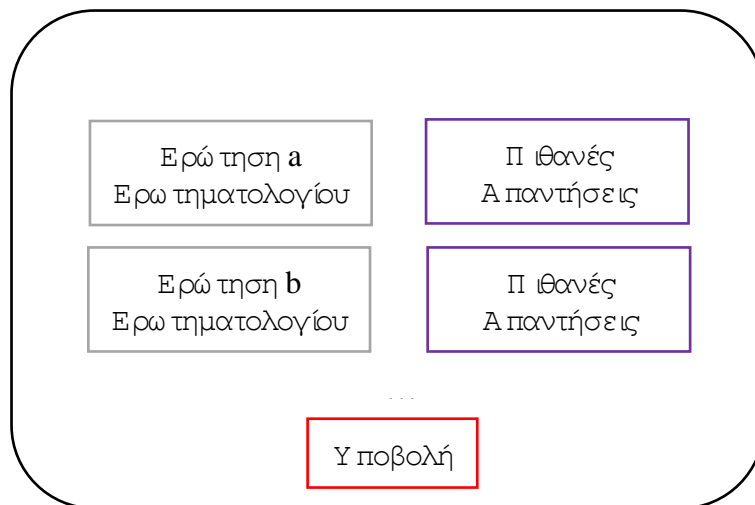 Ερώτηση a Πιθανές
Ερωτηματολογίου Απαντήσεις
Ερώτηση b Πιθανές
Ερωτηματολογίου Απαντήσεις
...
Υποβολή